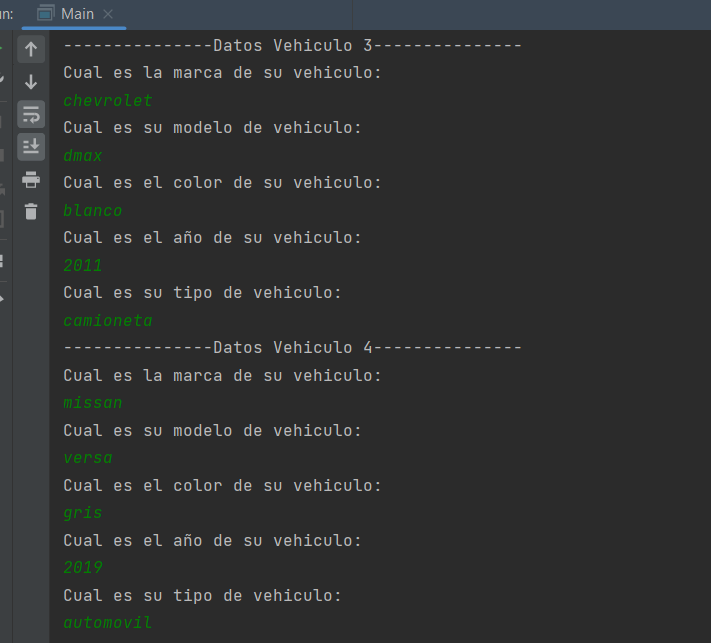 un:
Main
---------------Datos Vehiculo 3---------------
Cual es la marca de su vehiculo:
chevrolet
Cual es su modelo de vehiculo:
dmax
Cual es el color de su vehiculo:
blanco
Cual es el año de su vehiculo:
2011
Cual es su tipo de vehiculo:
camioneta
---------------Datos Vehiculo 4---------------
Cual es la marca de su vehiculo:
missan
Cual es su modelo de vehiculo:
versa
Cual es el color de su vehiculo:
gris
Cual es el año de su vehiculo:
2019
Cual es su tipo de vehiculo:
automovil